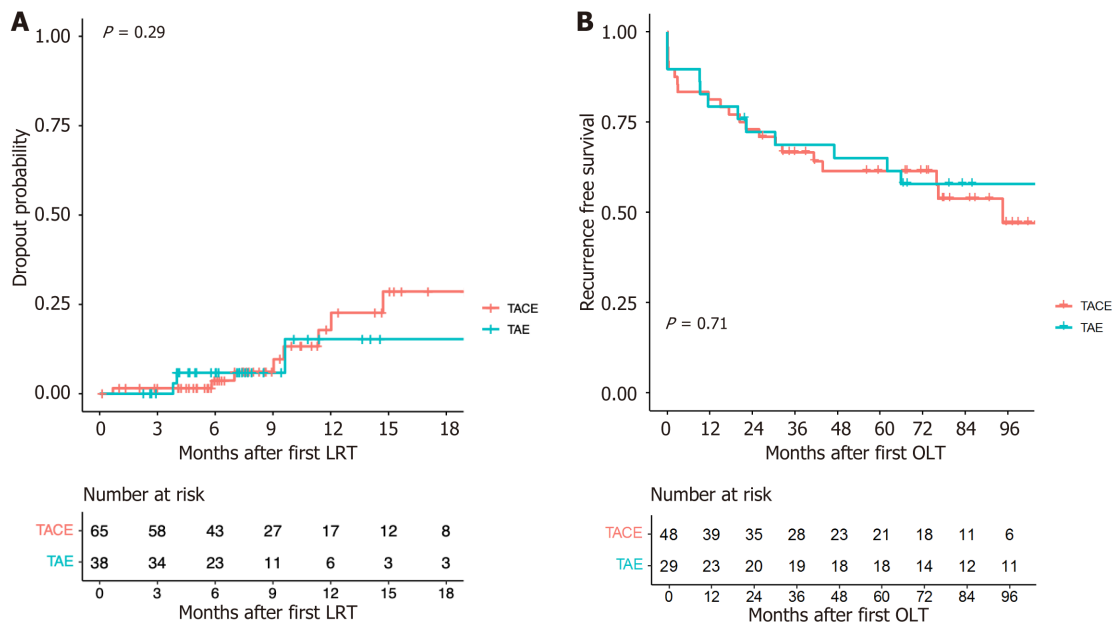 A
P = 0.29
1.00
0.75
0.50
0.25
0.00
Dropout probability
0 3 6 9 12 15 18
Months after first LRT
TACE
TAE
Number at risk
TACE 65 58 43 27 17 12 8
TAE 38 34 23 11 6 3 3
0 3 6 9 12 15 18
Months after first LRT
B
1.00
0.75
0.50
0.25
0.00
Recurrence free survival
P = 0.71
0 12 24 36 48 60 72 84 96
Months after first OLT
TACE
TAE
Number at risk
TACE 48 39 35 28 23 21 18 11 6
TAE 29 23 20 19 18 18 14 12 11
0 12 24 36 48 60 72 84 96
Months after first OLT